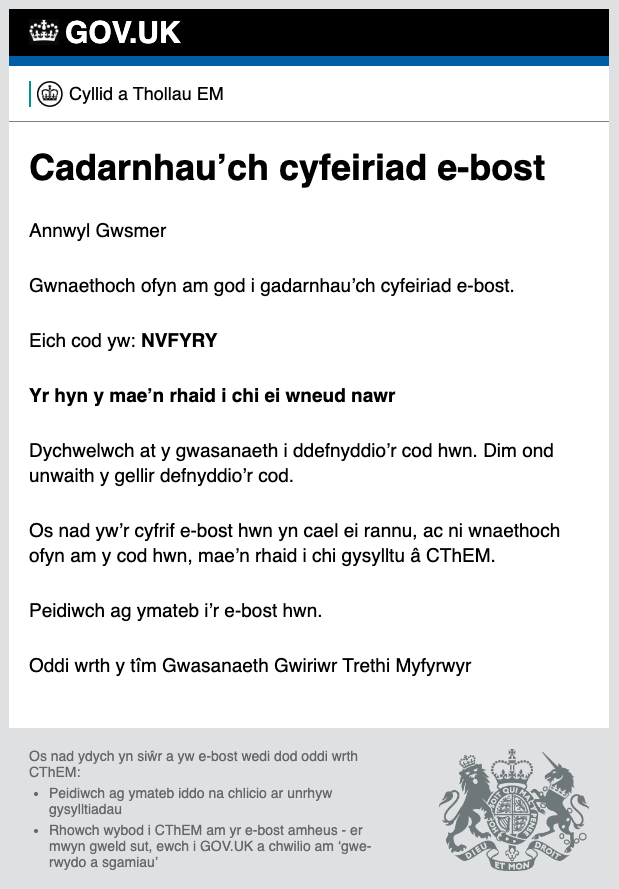 GOV.UK
Cyllid a Thollau EM
Cadarnhau’ch cyfeiriad e-bost
Annwyl Gwsmer
Gwnaethoch ofyn am god i gadarnhau’ch cyfeiriad e-bost.
Eich cod yw: NVFYRY
Yr hyn y mae’n rhaid i chi ei wneud nawr
Dychwelwch at y gwasanaeth i ddefnyddio’r cod hwn. Dim ond
unwaith y gellir defnyddio’r cod.
Os nad yw’r cyfrif e-bost hwn yn cael ei rannu, ac ni wnaethoch
ofyn am y cod hwn, mae’n rhaid i chi gysylltu â CThEM.
Peidiwch ag ymateb i’r e-bost hwn.
Oddi wrth y tîm Gwasanaeth Gwiriwr Trethi Myfyrwyr
Os nad ydych yn siŵr a yw e-bost wedi dod oddi wrth
CThEM:
• Peidiwch ag ymateb iddo na chlicio ar unrhyw
gysylltiadau
• Rhowch wybod i CThEM am yr e-bost amheus - er
mwyn gweld sut, ewch i GOV.UK a chwilio am ‘gwe-
rwydo a sgamiau’
DIEU ET MON DROIT